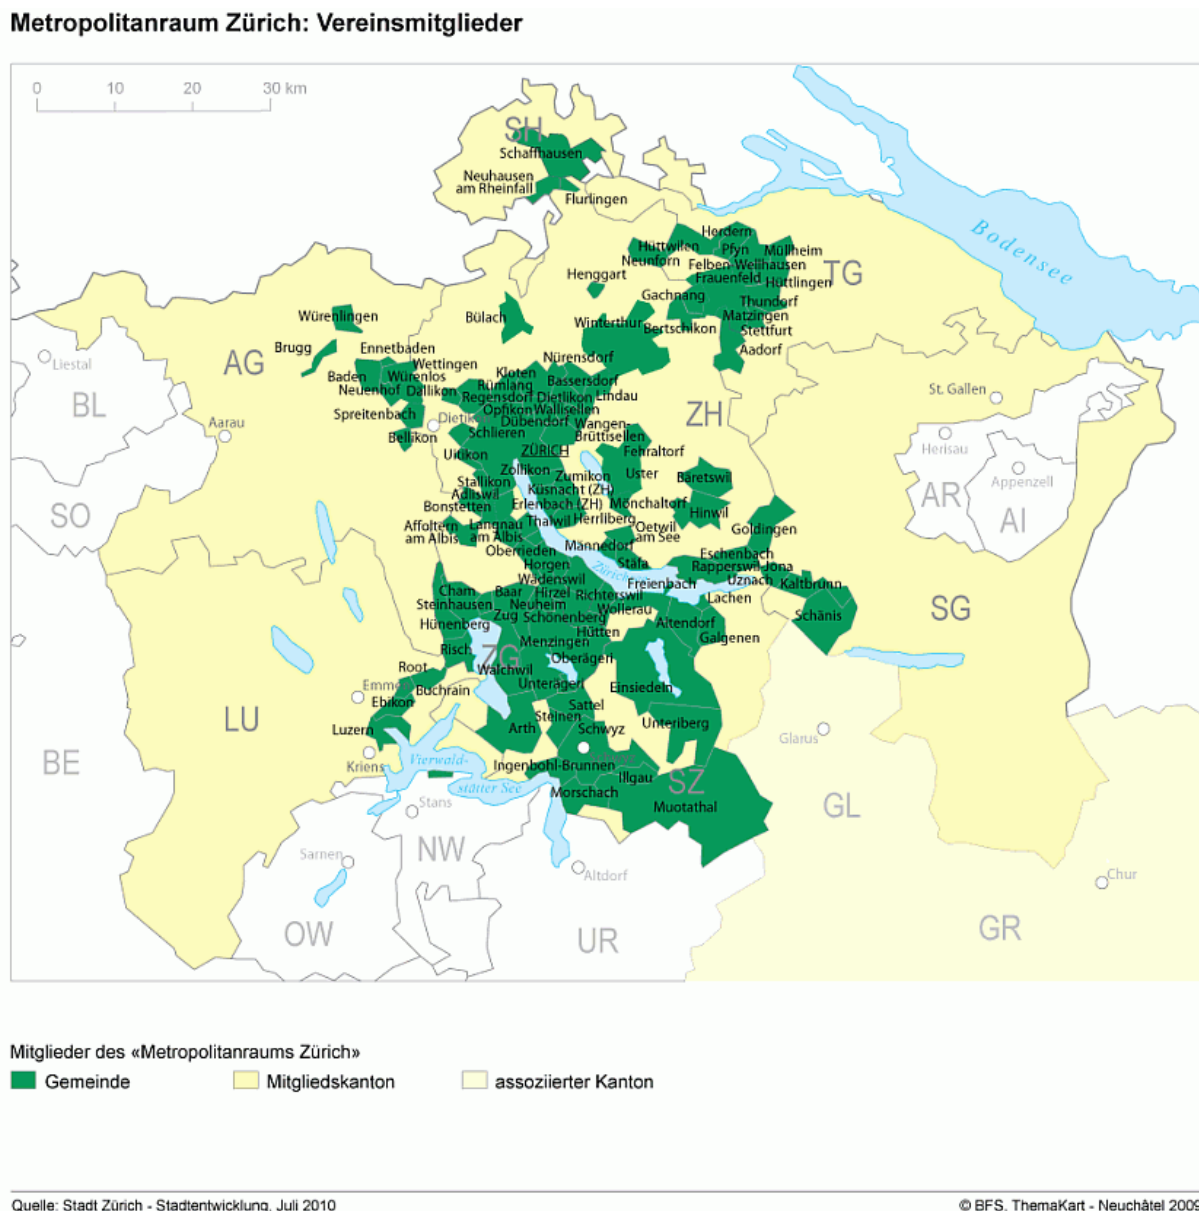 Metropolitanraum Zürich: Vereinsmitglieder
0 10 20 30 km
SH
Schaffhausen
Neuhausen
am Rheinfall
Flurlingen
Bodensee
Herdern
Hüttwilen
Pfyn
Müllheim
Neunforn
Felben Wellhausen
TG
Henggart
Frauenfeld
Hüttlingen
Gachnang
Thundorf
Würenlingen
Bülach
Winterthur
Matzingen
Bertschikon
Stettfurt
Brugg
Ennetbaden
Aadorf
AG
Liestal
Wettingen
Nürensdorf
Baden
Würenlos
Kloten
Bassersdorf
Neuenhof
Dällikon
Rümlang
Regensdorf
Dietlikon
Lindau
St. Gallen
BL
Spreitenbach
Opfikon
Wallisellen
ZH
Aarau
Dübendorf
Wangen-
Brüttisellen
Bellikon
Schlieren
Herisau
Uitikon
ZÜRICH
Fehraltorf
Zollikon
Zumikon
Uster
Bäretswil
Appenzell
Stallikon
Küsnacht (ZH)
AR
Adliswil
Bonstetten
Erlenbach (ZH)
Mönchaltorf
Hinwil
SO
AI
Affoltern
am Albis
Langnau
am Albis
Thalwil
Herrliberg
Oetwil
am See
Goldingen
Oberrieden
Männedorf
Eschenbach
Horgen
Stäfa
Rapperswil-Jona
Wädenswil
Freienbach
Uznach
Kaltbrunn
Cham
Baar
Hirzel
Richterswil
Lachen
Steinhausen
Neuheim
Wollerau
SG
Hünenberg
Zug
Schönenberg
Altendorf
Schänis
Hütten
Galgenen
Risch
Menzingen
ZG
Oberägeri
Root
Walchwil
Buchrain
Unterägeri
Einsiedeln
Ebikon
Sattel
LU
Steinen
Unteriberg
Luzern
Arth
Schwyz
Glarus
BE
Kriens
Vierwald-
stätter See
Ingenbohl-Brunnen
Illgau
SZ
Morschach
Muotathal
GL
Stans
NW
Sarnen
Altdorf
Chur
OW
UR
GR
Mitglieder des «Metropolitanraums Zürich»
Gemeinde Mitgliedskanton assoziierter Kanton
Quelle: Stadt Zürich - Stadtentwicklung, Juli 2010
© BFS, ThemaKart - Neuchâtel 2009